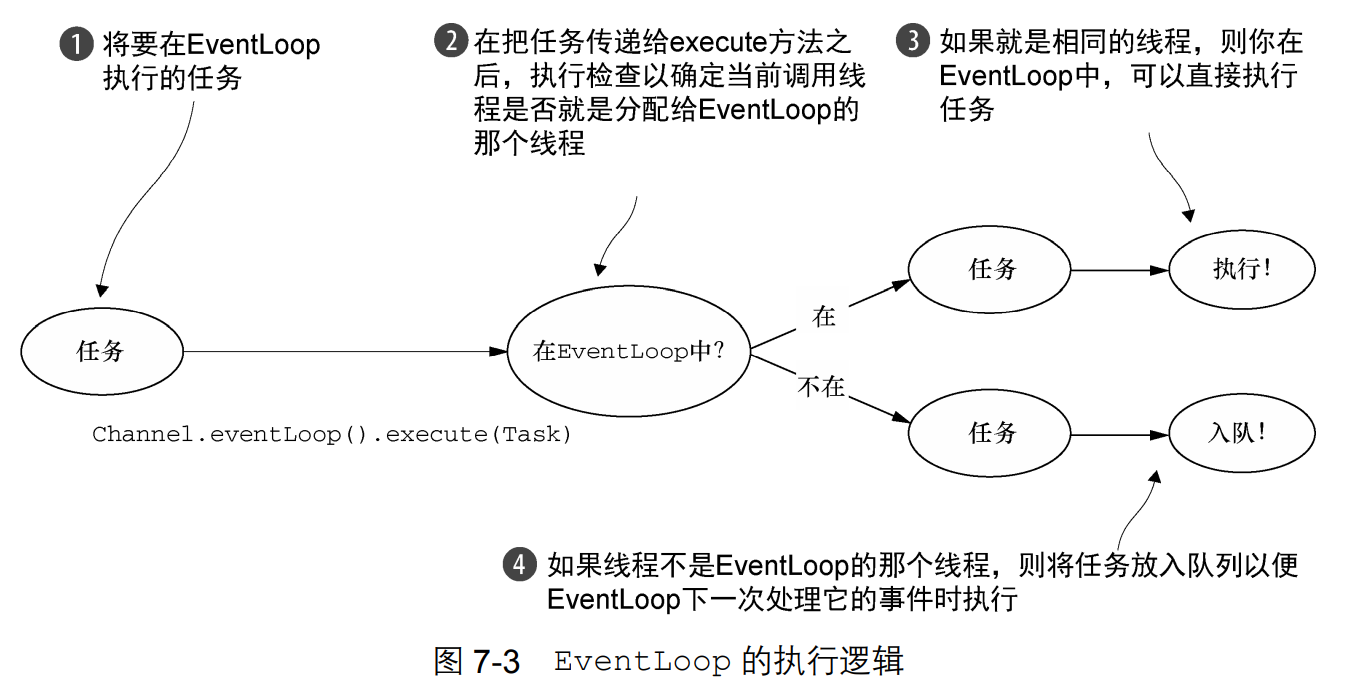 1 将要在EventLoop
执行的任务
2 在把任务传递给execute方法之
后，执行检查以确定当前调用线
程是否就是分配给EventLoop的
那个线程
3 如果就是相同的线程，则你在
EventLoop中，可以直接执行
任务
任务
Channel.eventLoop().execute(Task)
在EventLoop中？
在
任务
执行！
不在
任务
入队！
4 如果线程不是EventLoop的那个线程，则将任务放入队列以便
EventLoop下一次处理它的事件时执行
图 7-3 EventLoop 的执行逻辑